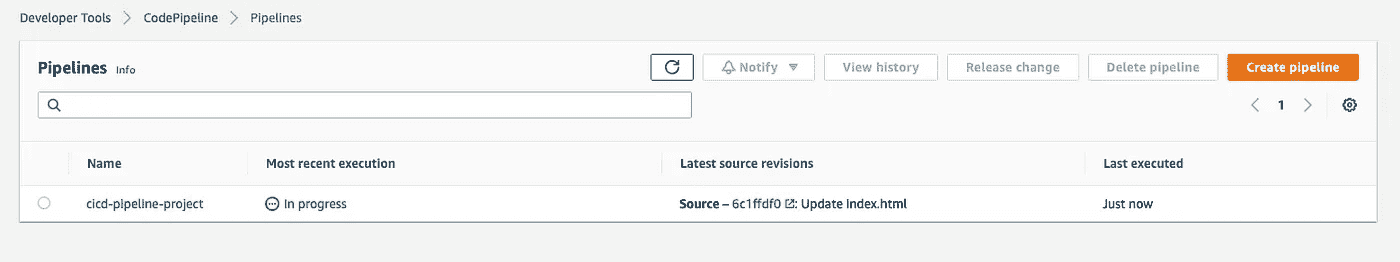 Developer Tools > CodePipeline > Pipelines
Pipelines Info
Notify View history Release change Delete pipeline Create pipeline
1
Name Most recent execution Latest source revisions Last executed
cicd-pipeline-project In progress Source – 6c1ffdf0: Update index.html Just now